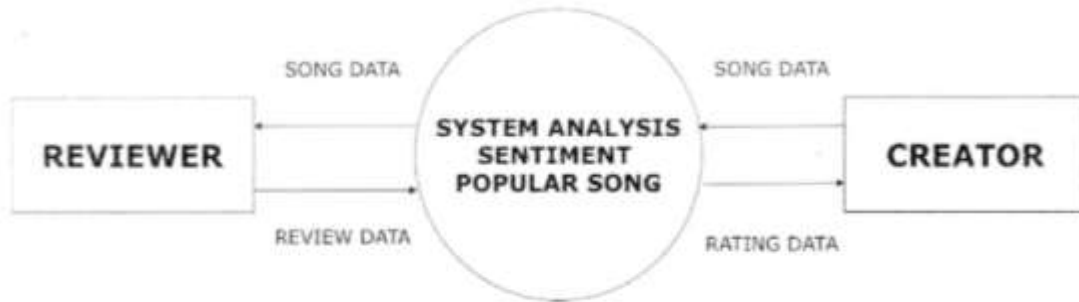 SONG DATA
SONG DATA
REVIEWER
SYSTEM ANALYSIS
SENTIMENT
POPULAR SONG
CREATOR
REVIEW DATA
RATING DATA